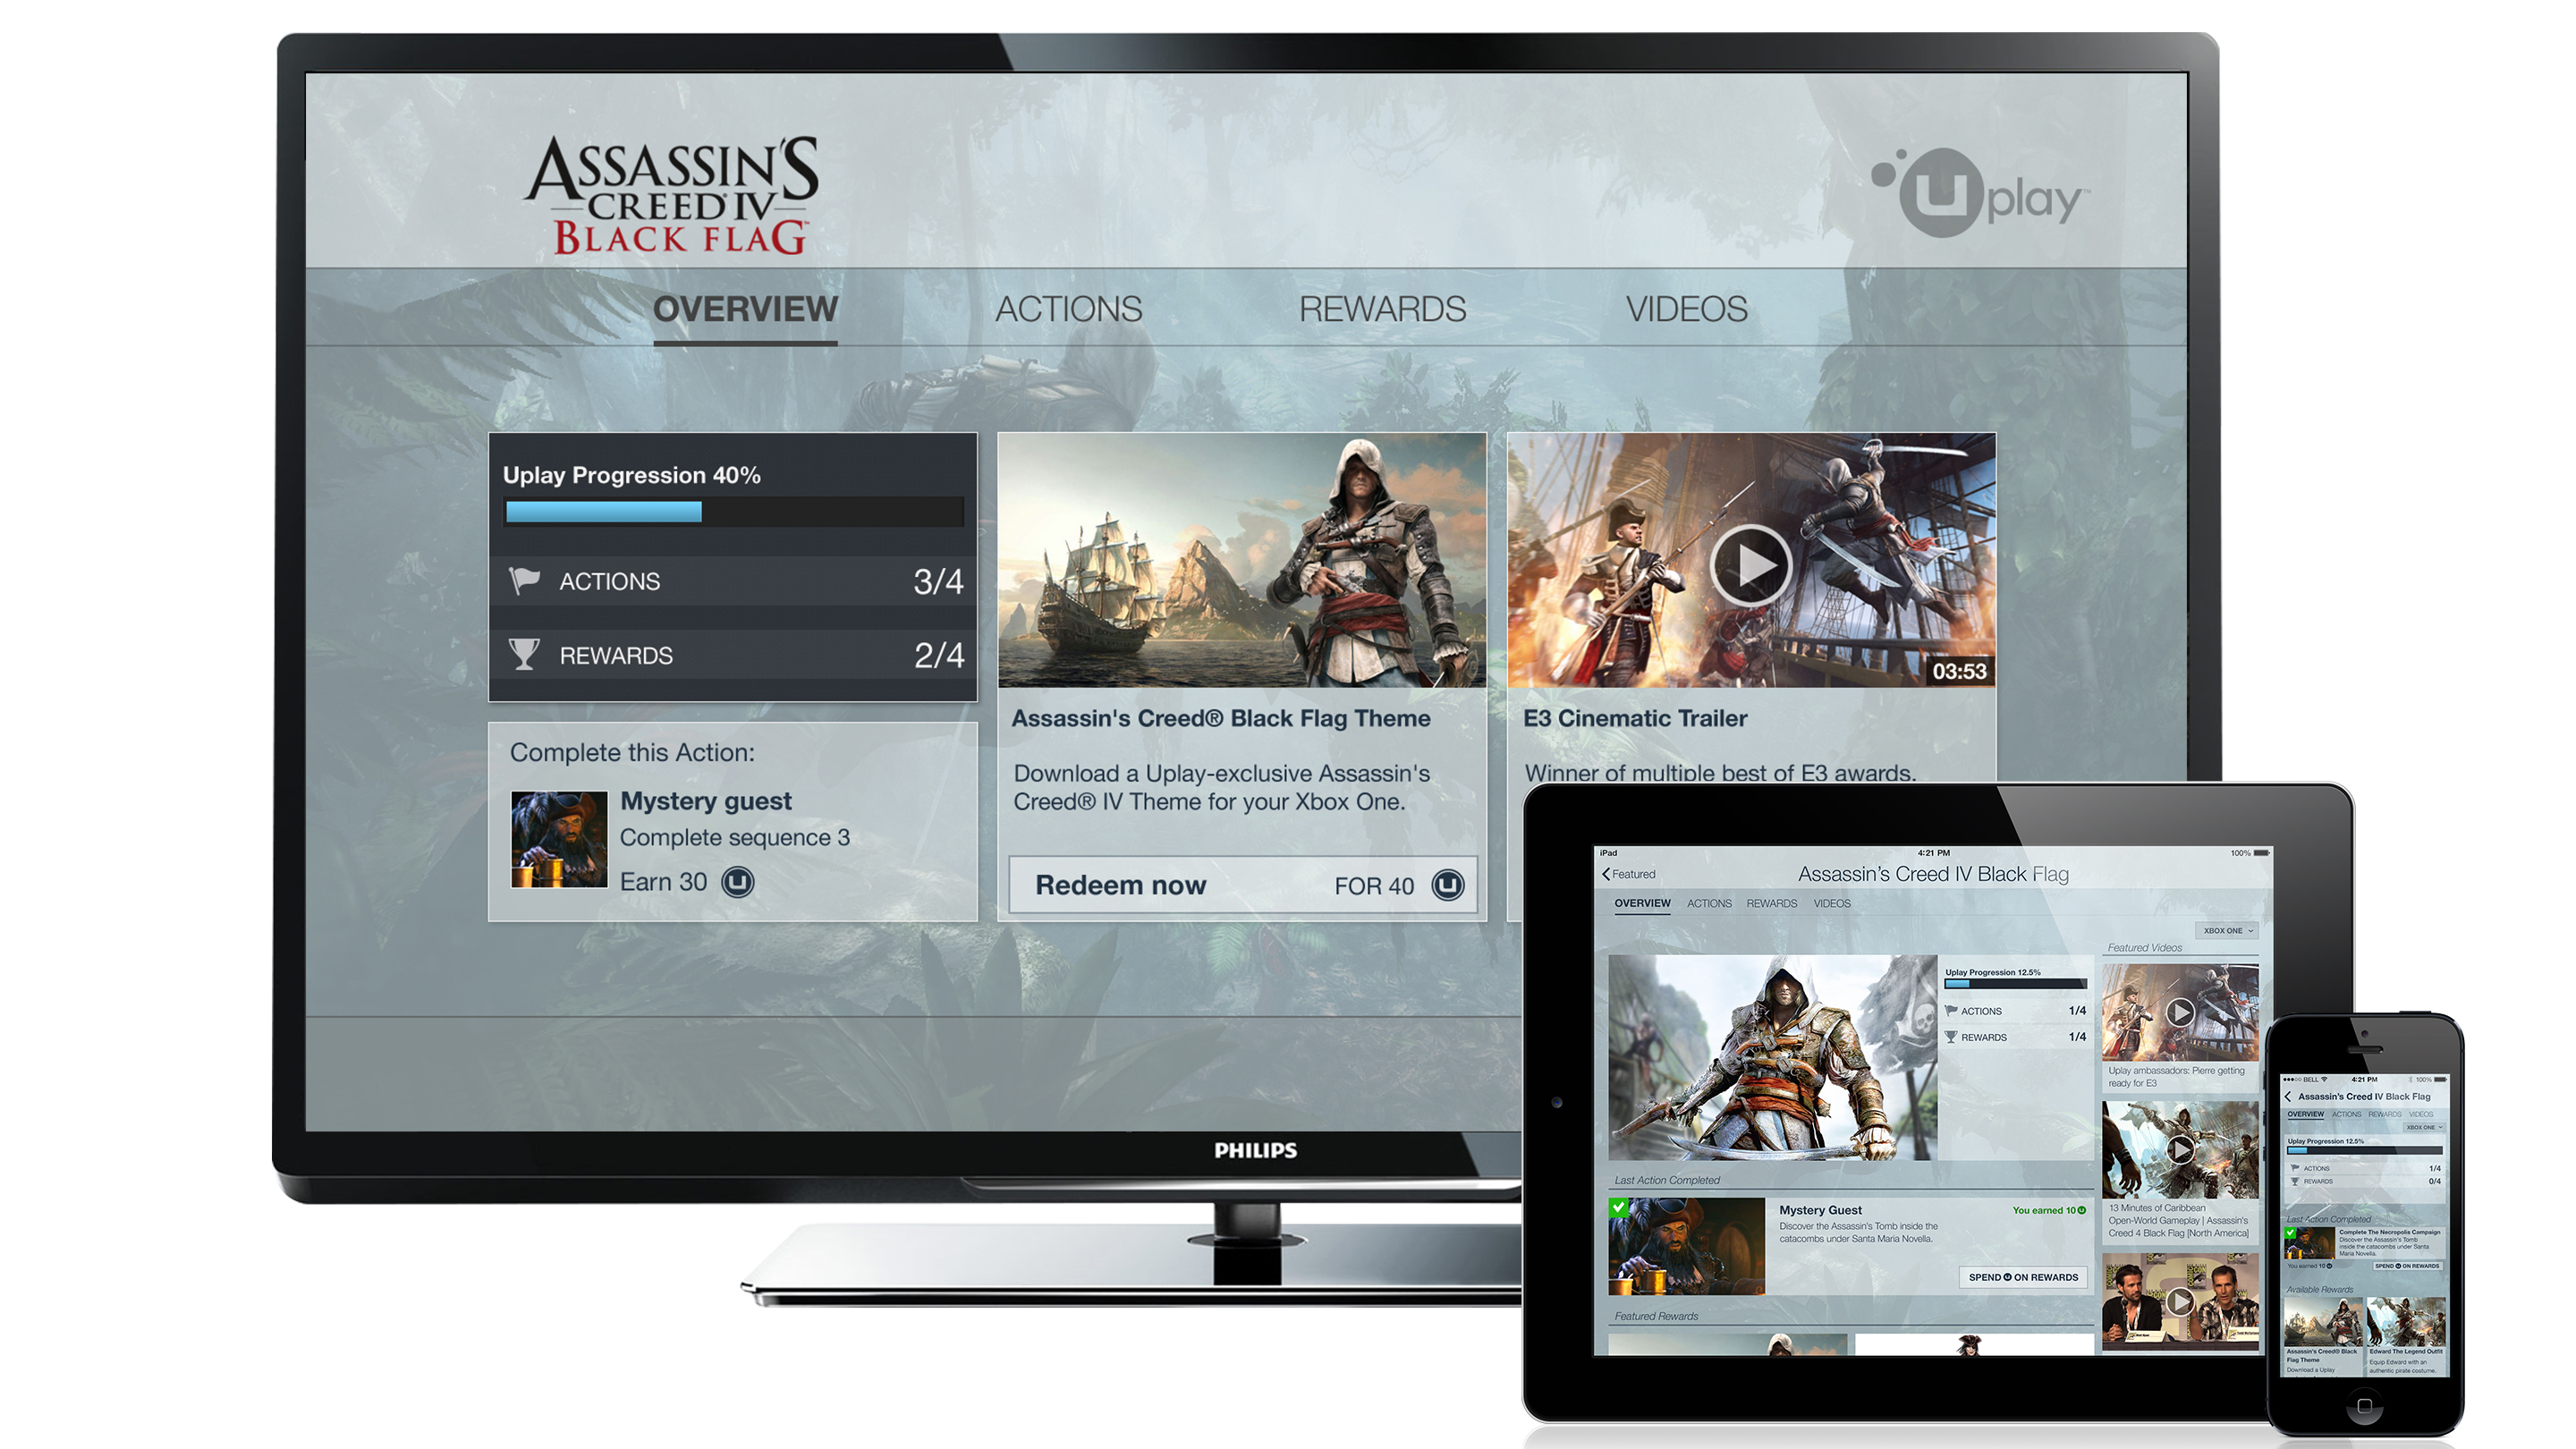 ASSASSIN'S
CREED IV
BLACK FLAG
Uplay™
OVERVIEW
ACTIONS
REWARDS
VIDEOS
Uplay Progression 40%
ACTIONS 3/4
REWARDS 2/4
Complete this Action:
Mystery guest
Complete sequence 3
Earn 30
Assassin's Creed® Black Flag Theme
Download a Uplay-exclusive Assassin's
Creed® IV Theme for your Xbox One.
Redeem now FOR 40
03:53
E3 Cinematic Trailer
Winner of multiple best of E3 awards.
PHILIPS
iPad 4:21 PM 100%
Featured
Assassin's Creed IV Black Flag
OVERVIEW ACTIONS REWARDS VIDEOS
XBOX ONE
Uplay Progression 12.5%
ACTIONS 1/4
REWARDS 1/4
Last Action Completed
Mystery Guest
You earned 10
Discover the Assassin's Tomb inside the
catacombs under Santa Maria Novella.
SPEND ON REWARDS
Featured Rewards
Featured Videos
Uplay ambassadors: Pierre getting
ready for E3
13 Minutes of Caribbean
Open-World Gameplay | Assassin's
Creed 4 Black Flag [North America]
BELL 4:21 PM 100%
Assassin's Creed IV Black Flag
OVERVIEW ACTIONS REWARDS VIDEOS
XBOX ONE
Uplay Progression 12.5%
ACTIONS 1/4
REWARDS 0/4
Last Action Completed
Complete The Necropolis Campaign
Discover the Assassin's Tomb
inside the catacombs under Santa
Maria Novella.
You earned 10
SPEND ON REWARDS
Available Rewards
Assassin's Creed® Black
Flag Theme
Download a Uplay
Edward The Legend Outfit
Equip Edward with an
authentic pirate costume.